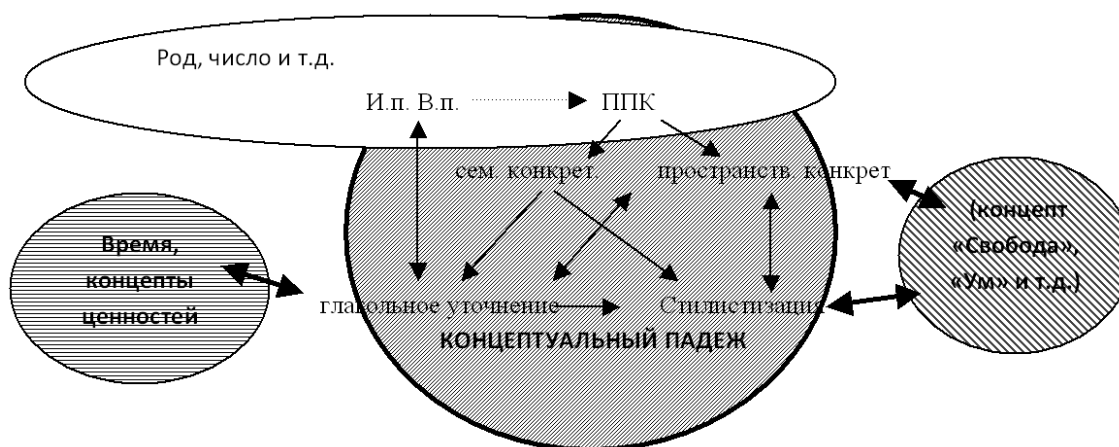 Род, число и т.д.
И.п. В.п. ППК
сем. конкрет. пространств. конкрет
Время,
концепты
ценностей
(концепт
«Свобода»,
«Ум» и т.д.)
глагольное уточнение Стилистизация
КОНЦЕПТУАЛЬНЫЙ ПАДЕЖ